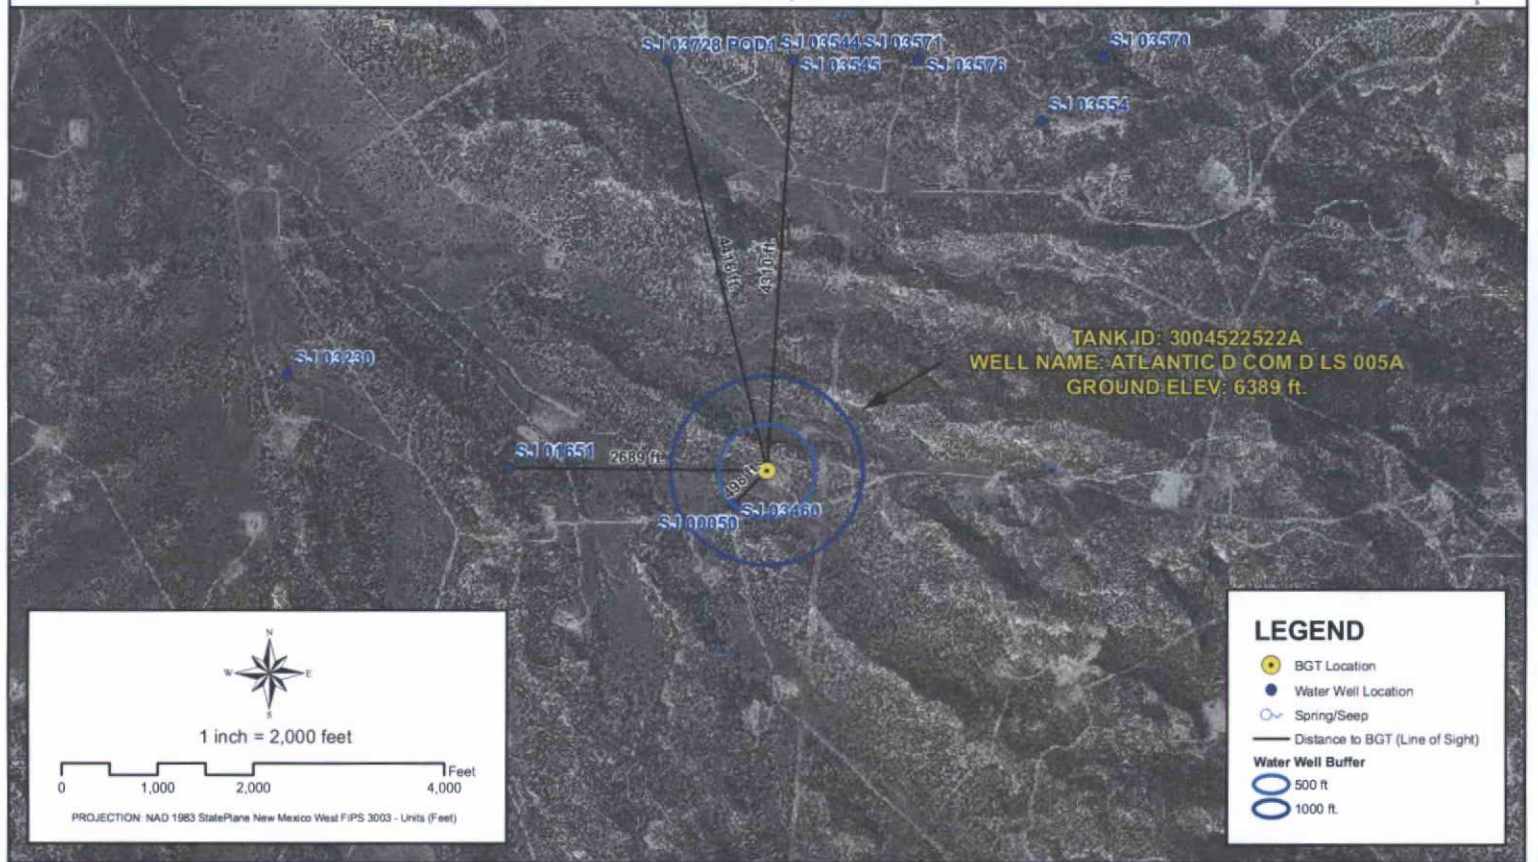 SJ 03728 POD1 SJ 03544 SJ 03571 SJ 03570
SJ 03545 SJ 03576
SJ 03554
4310 ft.
TANK ID: 3004522522A
WELL NAME: ATLANTIC D COM D LS 005A
GROUND ELEV: 6389 ft.
SJ 03230
SJ 01651
2689 ft.
498 ft.
SJ 03460
SJ 00050
N
W E
S
1 inch = 2,000 feet
Feet
0 1,000 2,000 4,000
PROJECTION: NAD 1983 StatePlane New Mexico West FIPS 3003 - Units (Feet)
LEGEND
BGT Location
Water Well Location
Spring/Seep
Distance to BGT (Line of Sight)
Water Well Buffer
500 ft
1000 ft.